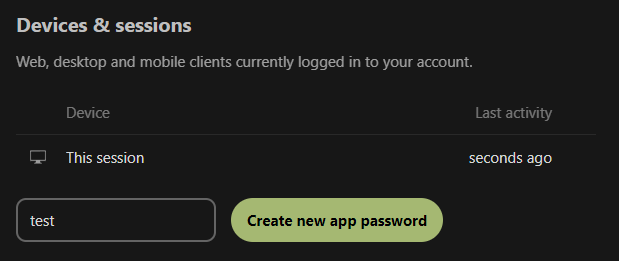 Devices & sessions
Web, desktop and mobile clients currently logged in to your account.
Device Last activity
This session seconds ago
test Create new app password